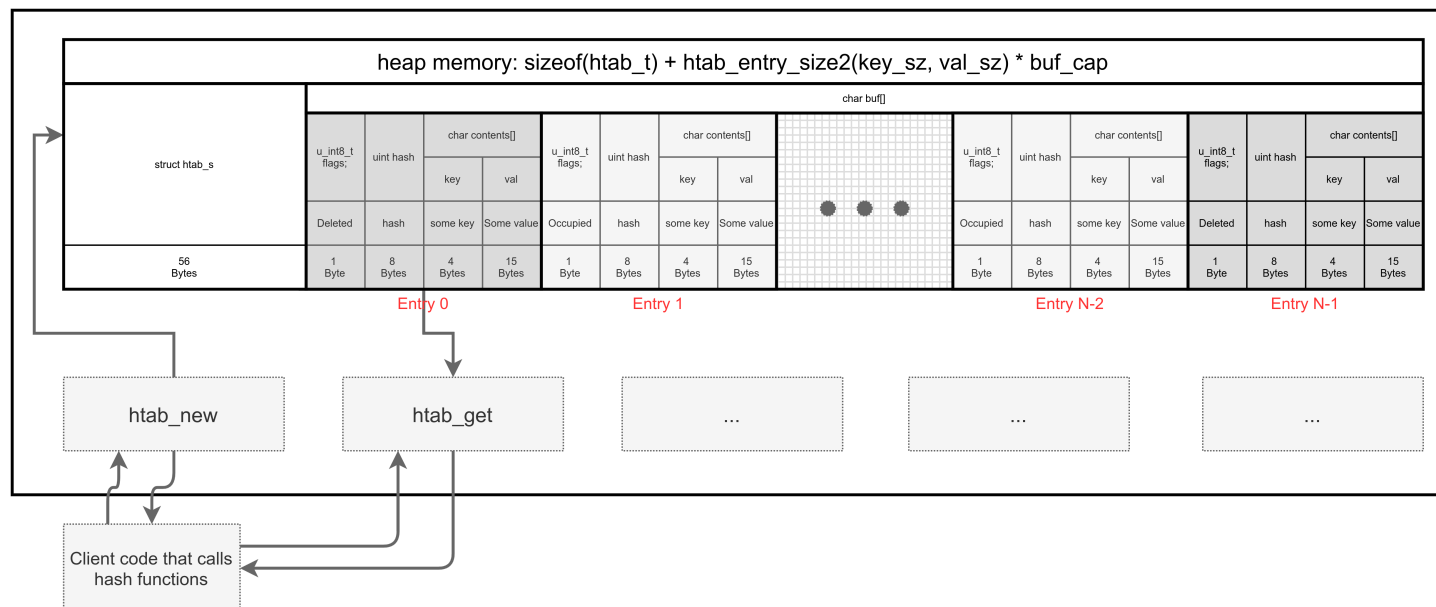 heap memory: sizeof(htab_t) + htab_entry_size2(key_sz, val_sz) * buf_cap
struct htab_s
char buf[]
u_int8_t
flags;
uint hash
char contents[]
key
val
u_int8_t
flags;
uint hash
char contents[]
key
val
u_int8_t
flags;
uint hash
char contents[]
key
val
u_int8_t
flags;
uint hash
char contents[]
key
val
Deleted
hash
some key
Some value
Occupied
hash
some key
Some value
Occupied
hash
some key
Some value
Deleted
hash
some key
Some value
56
Bytes
1
Byte
8
Bytes
4
Bytes
15
Bytes
1
Byte
8
Bytes
4
Bytes
15
Bytes
1
Byte
8
Bytes
4
Bytes
15
Bytes
1
Byte
8
Bytes
4
Bytes
15
Bytes
Entry 0
Entry 1
Entry N-2
Entry N-1
htab_new
htab_get
...
...
...
Client code that calls
hash functions